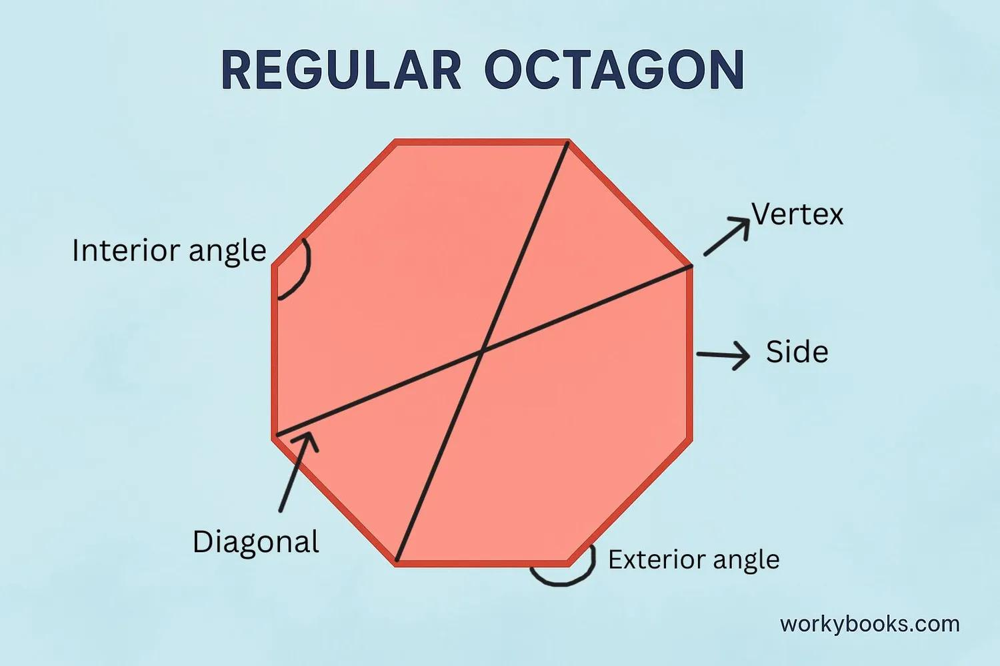 REGULAR OCTAGON
Vertex
Interior angle
Side
Diagonal
Exterior angle
workybooks.com